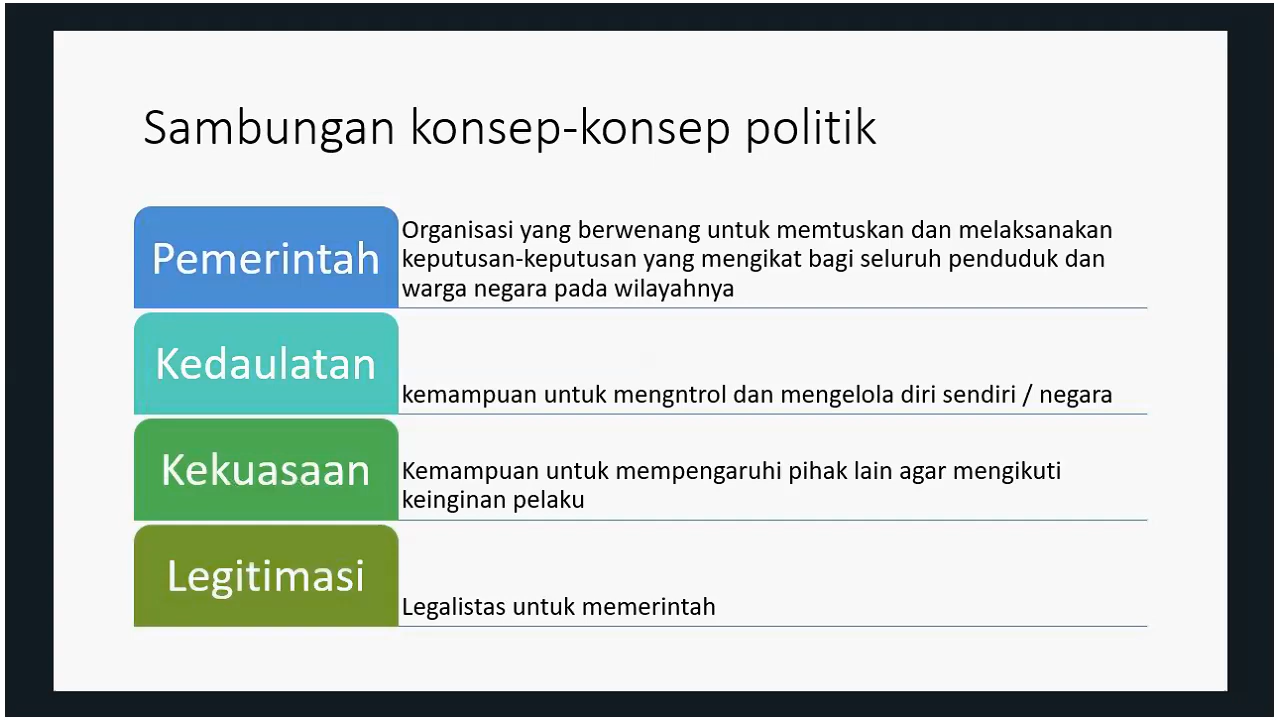 Sambungan konsep-konsep politik
Pemerintah
Organisasi yang berwenang untuk memtuskan dan melaksanakan
keputusan-keputusan yang mengikat bagi seluruh penduduk dan
warga negara pada wilayahnya
Kedaulatan
kemampuan untuk mengntrol dan mengelola diri sendiri / negara
Kekuasaan
Kemampuan untuk mempengaruhi pihak lain agar mengikuti
keinginan pelaku
Legitimasi
Legalistas untuk memerintah